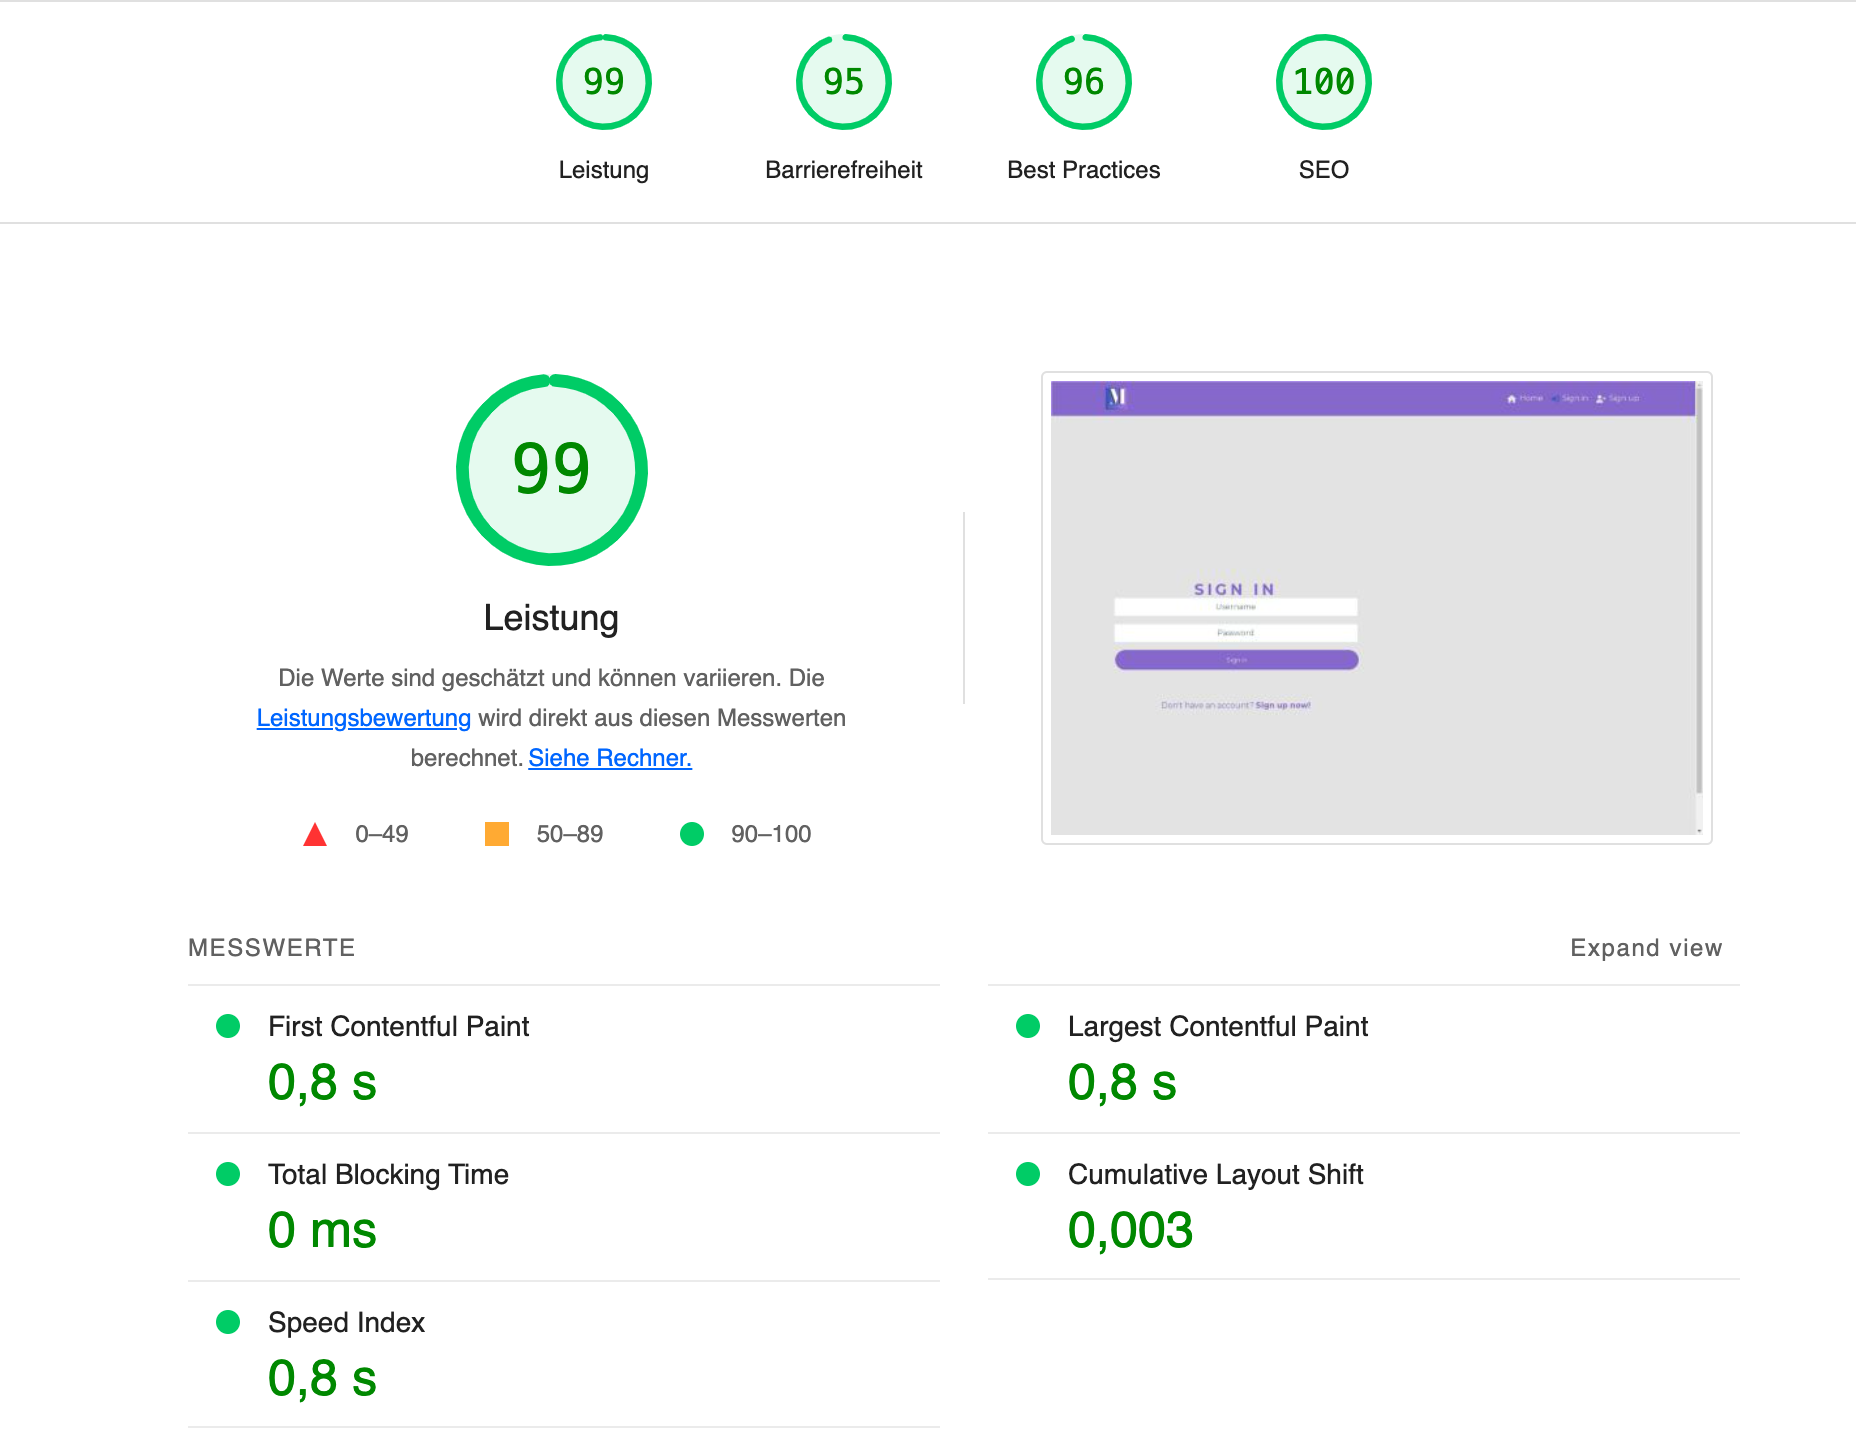 99
95
96
100
Leistung
Barrierefreiheit
Best Practices
SEO
99
Leistung
Die Werte sind geschätzt und können variieren. Die
Leistungsbewertung wird direkt aus diesen Messwerten
berechnet. Siehe Rechner.
0–49
50–89
90–100
M
Home
Sign in
Sign up
SIGN IN
Username
Password
Sign in
Don't have an account? Sign up now!
MESSWERTE
Expand view
First Contentful Paint
0,8 s
Largest Contentful Paint
0,8 s
Total Blocking Time
0 ms
Cumulative Layout Shift
0,003
Speed Index
0,8 s